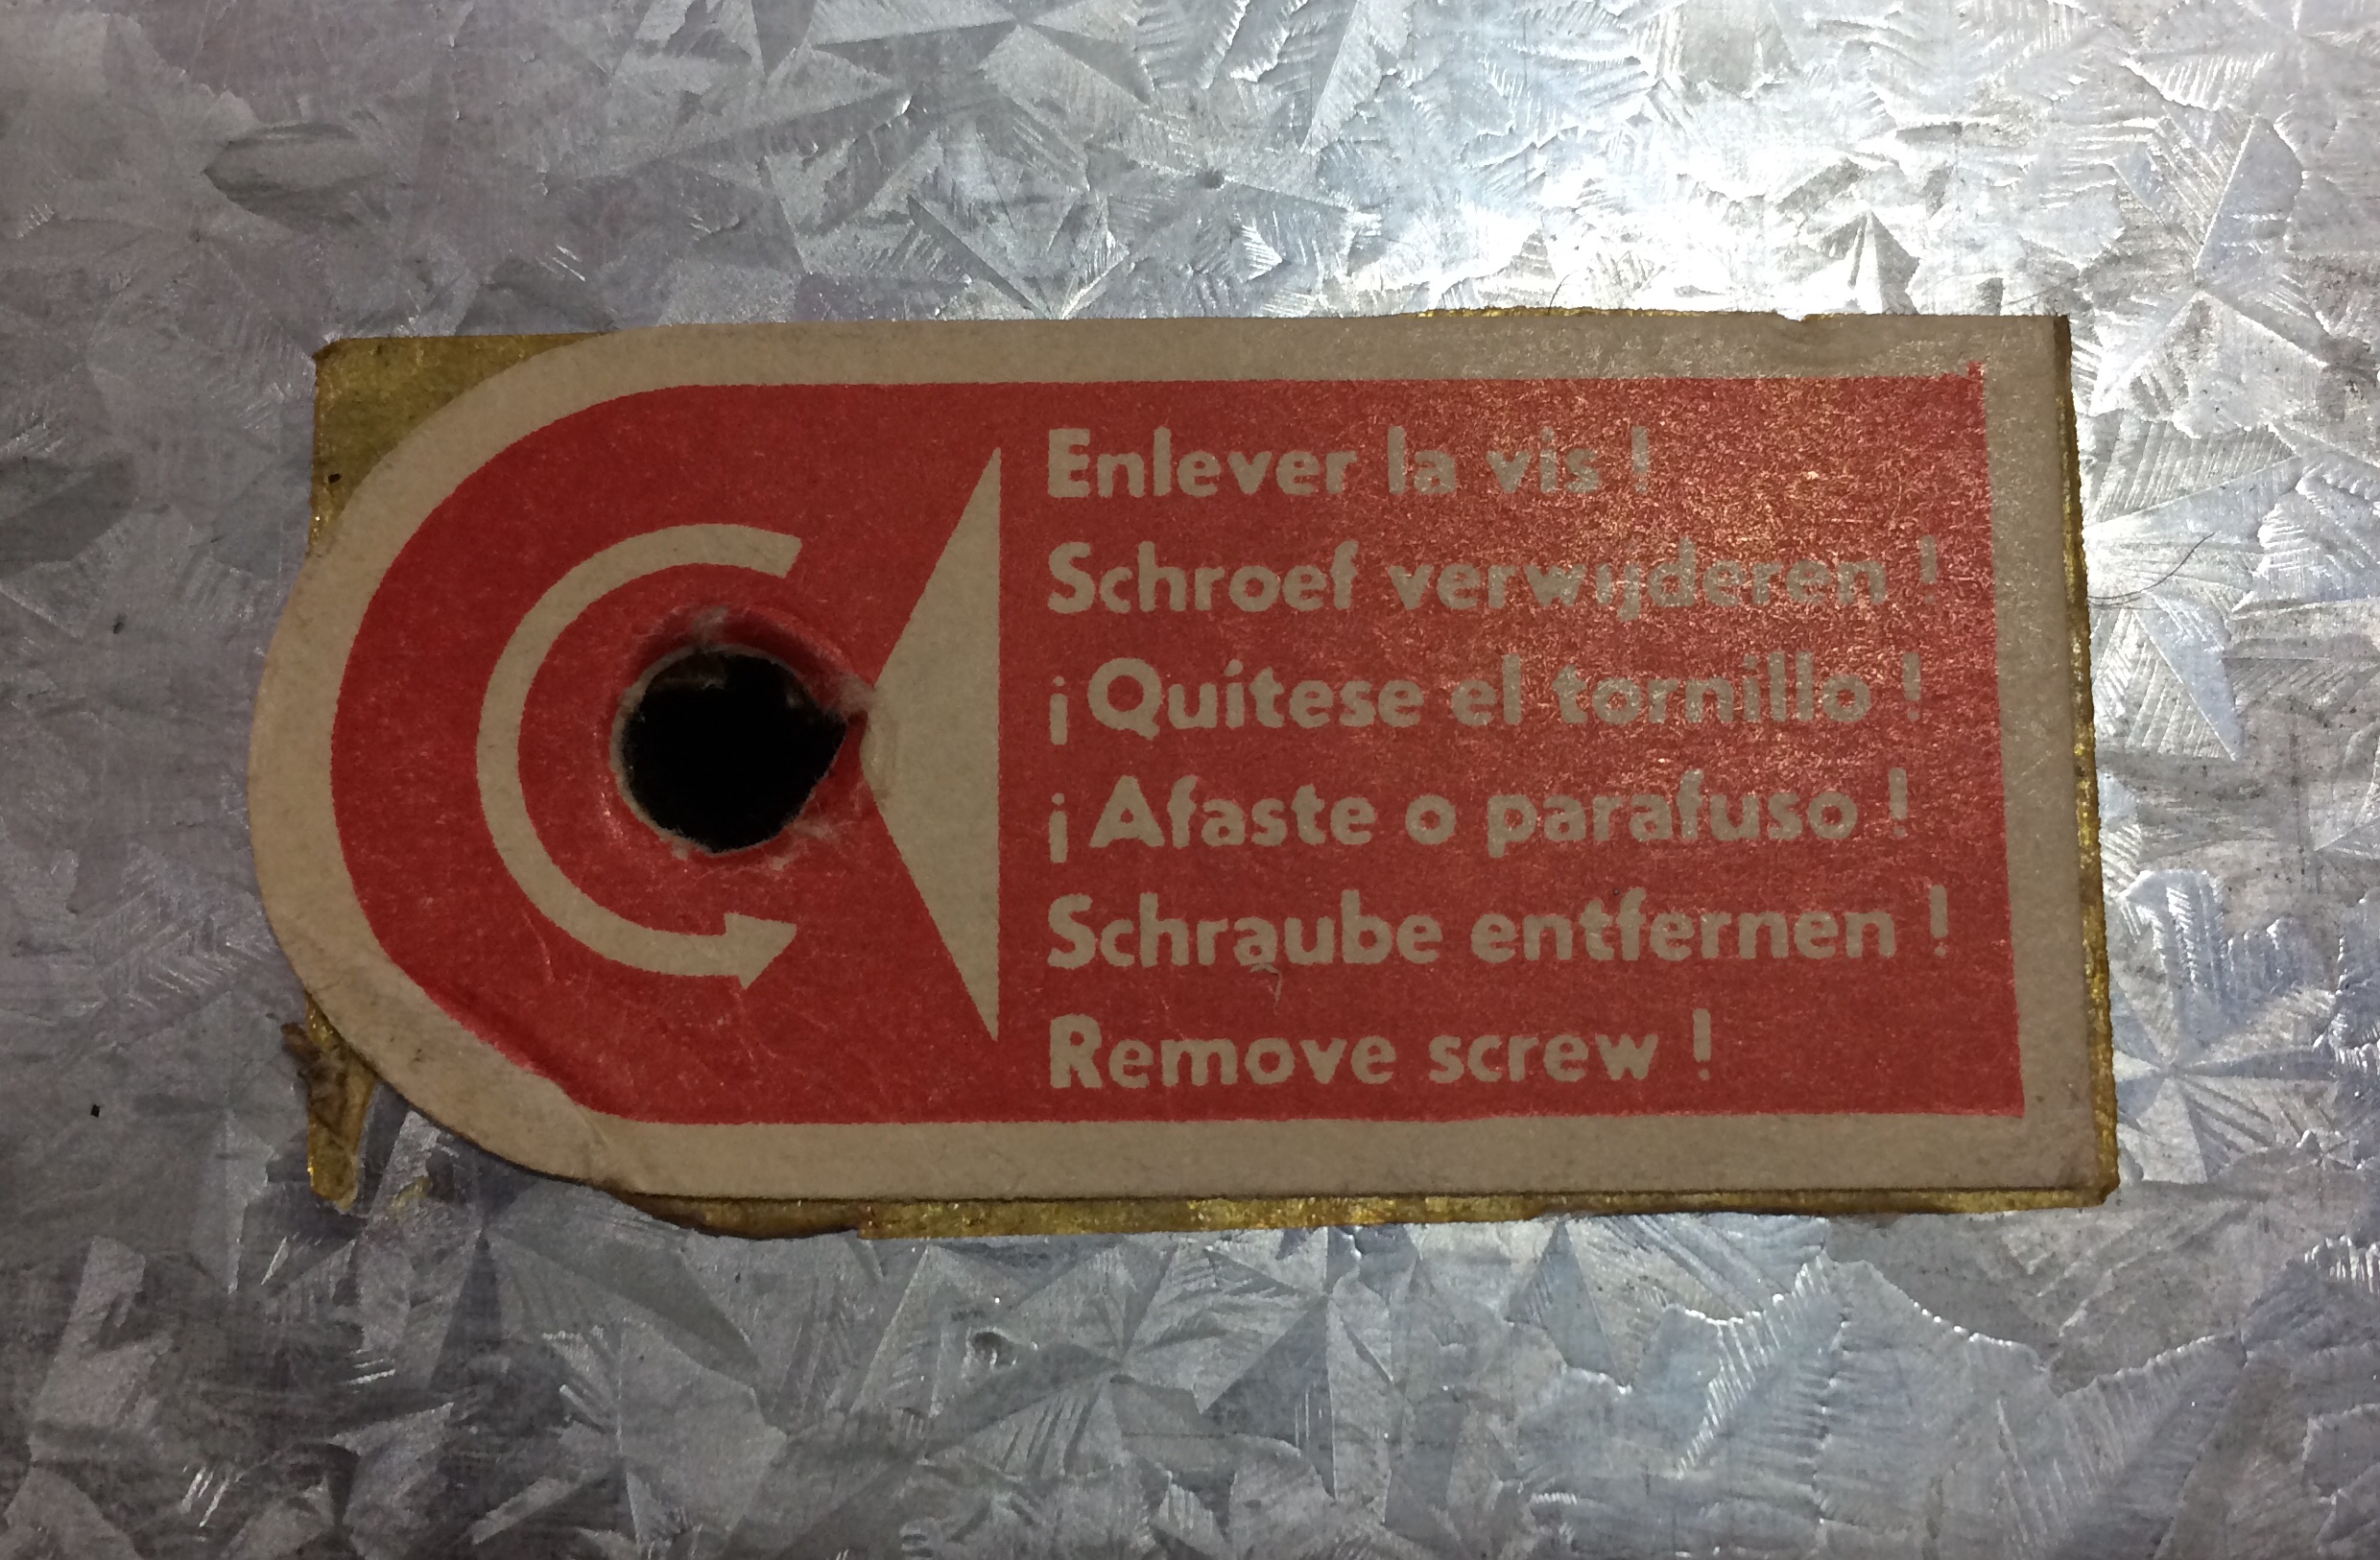 Enlever la vis !
Schroef verwijderen !
¡ Quítese el tornillo !
¡ Afaste o parafuso !
Schraube entfernen !
Remove screw !